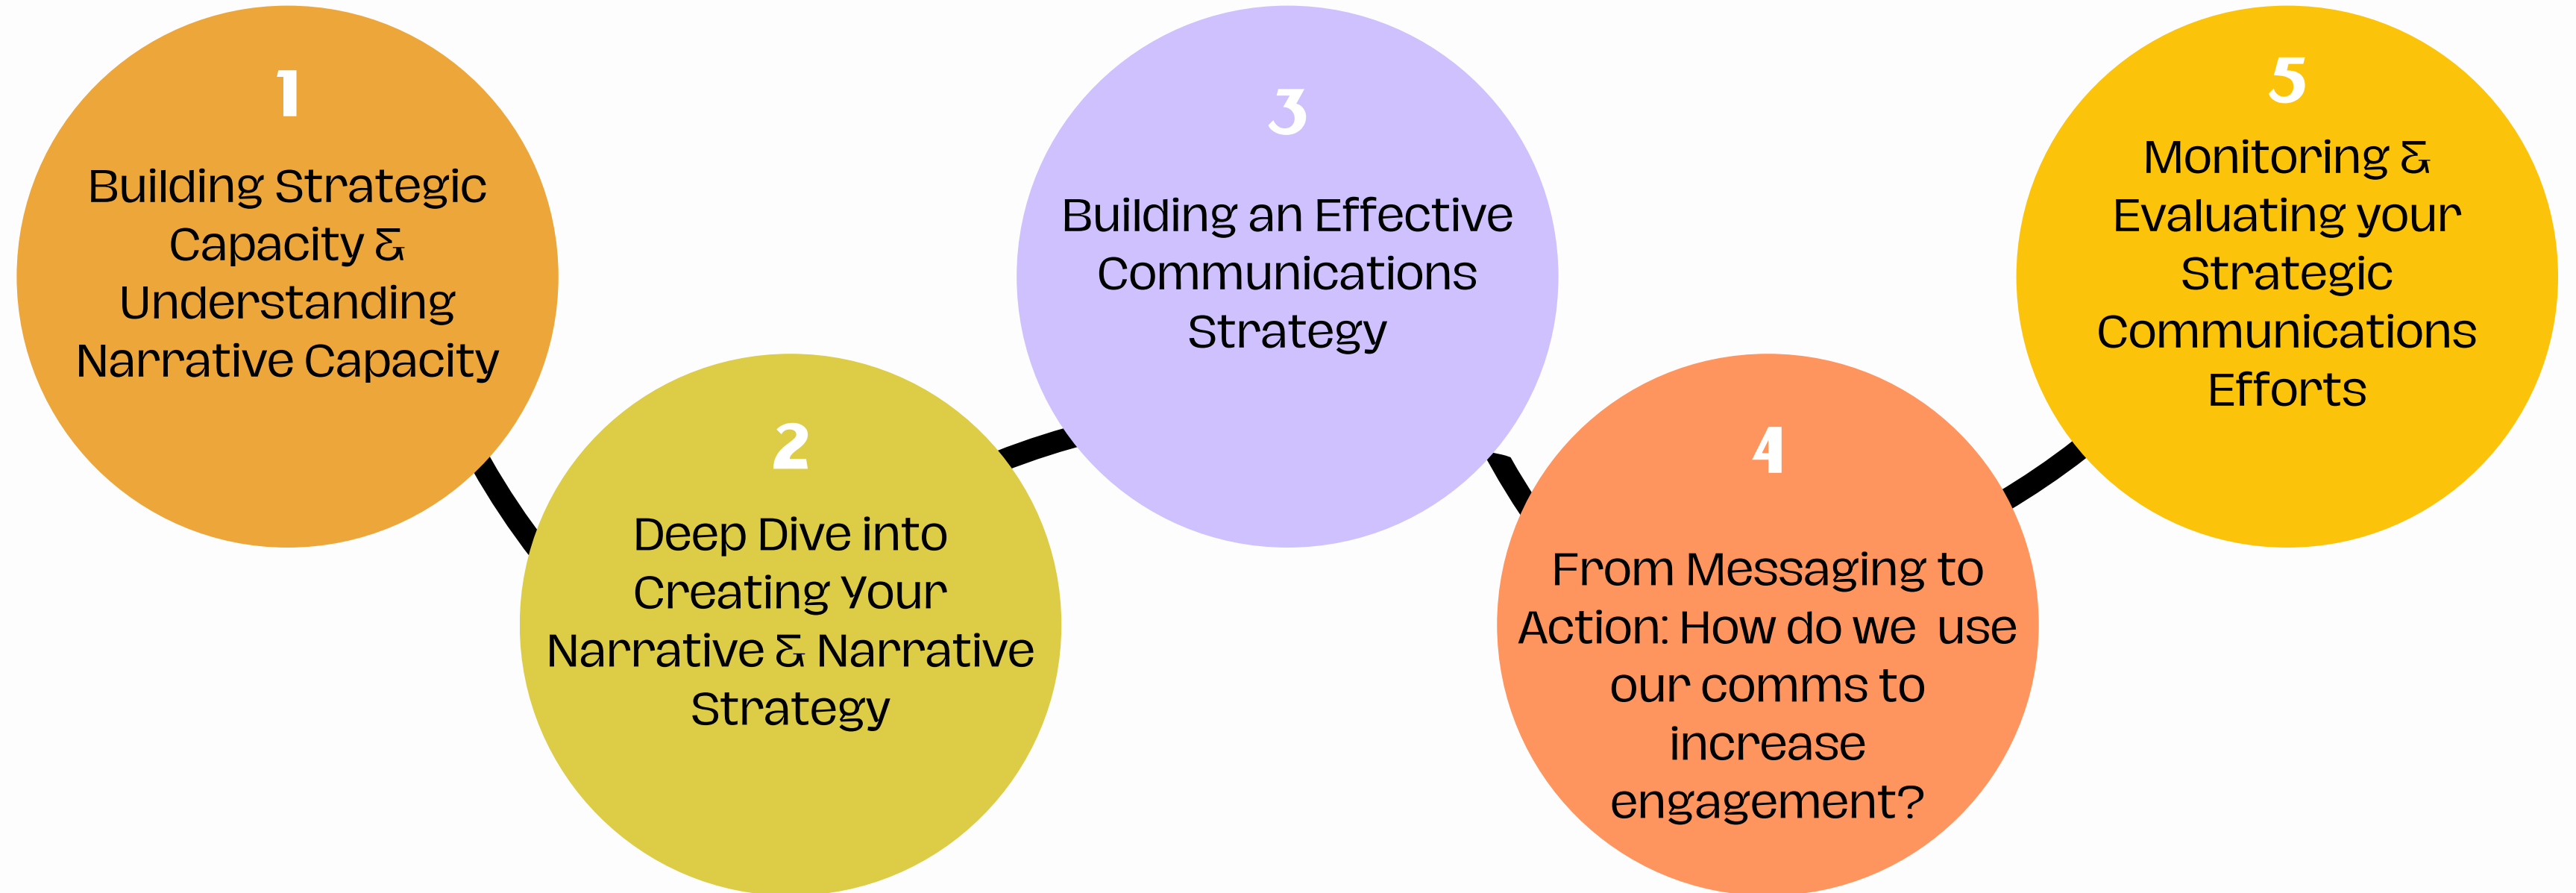 1
Building Strategic
Capacity &
Understanding
Narrative Capacity
2
Deep Dive into
Creating Your
Narrative & Narrative
Strategy
3
Building an Effective
Communications
Strategy
4
From Messaging to
Action: How do we  use
our comms to
increase
engagement?
5
Monitoring &
Evaluating your
Strategic
Communications
Efforts